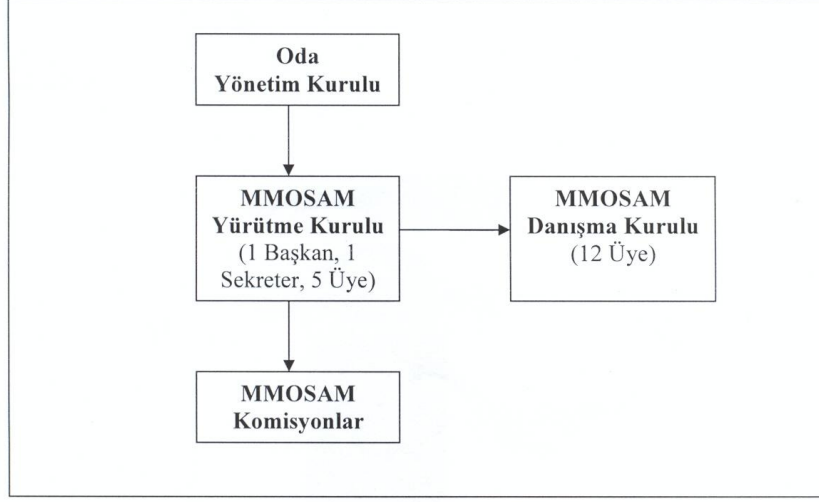 Oda
Yönetim Kurulu
MMOSAM
Yürütme Kurulu
(1 Başkan, 1
Sekreter, 5 Üye)
MMOSAM
Danışma Kurulu
(12 Üye)
MMOSAM
Komisyonlar